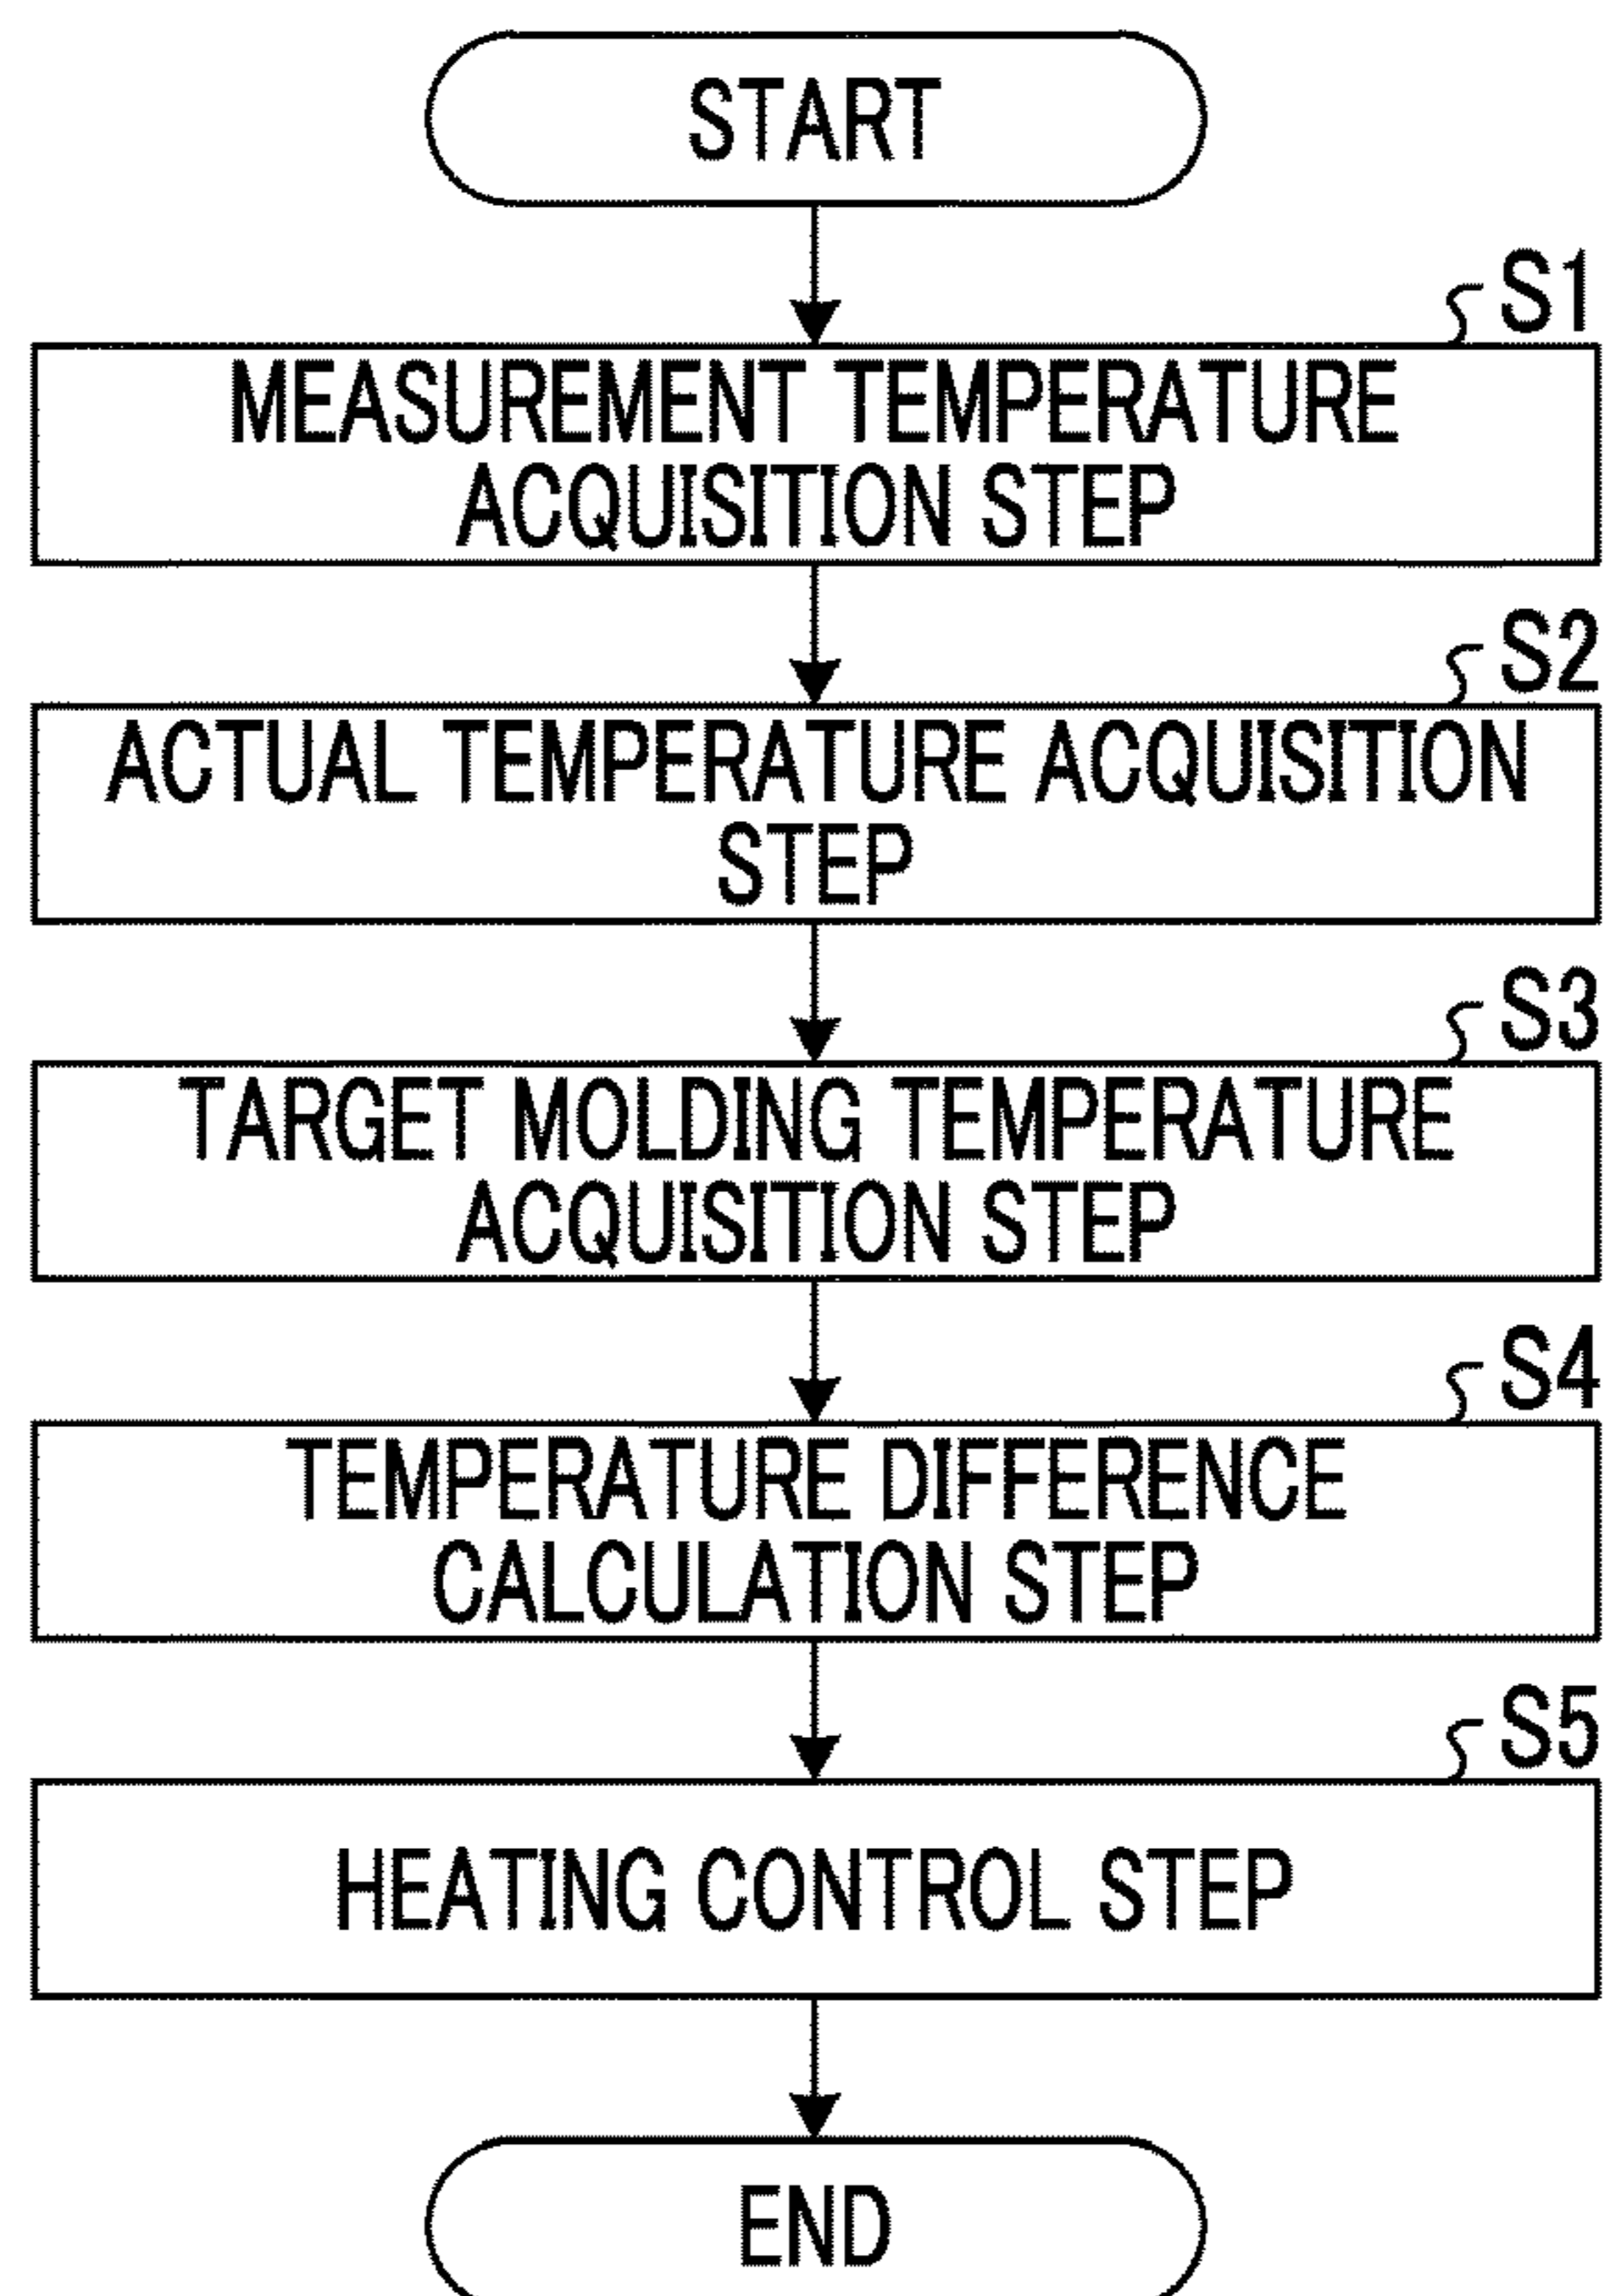 START
S1
MEASUREMENT TEMPERATURE
ACQUISITION STEP
S2
ACTUAL TEMPERATURE ACQUISITION
STEP
S3
TARGET MOLDING TEMPERATURE
ACQUISITION STEP
S4
TEMPERATURE DIFFERENCE
CALCULATION STEP
S5
HEATING CONTROL STEP
END